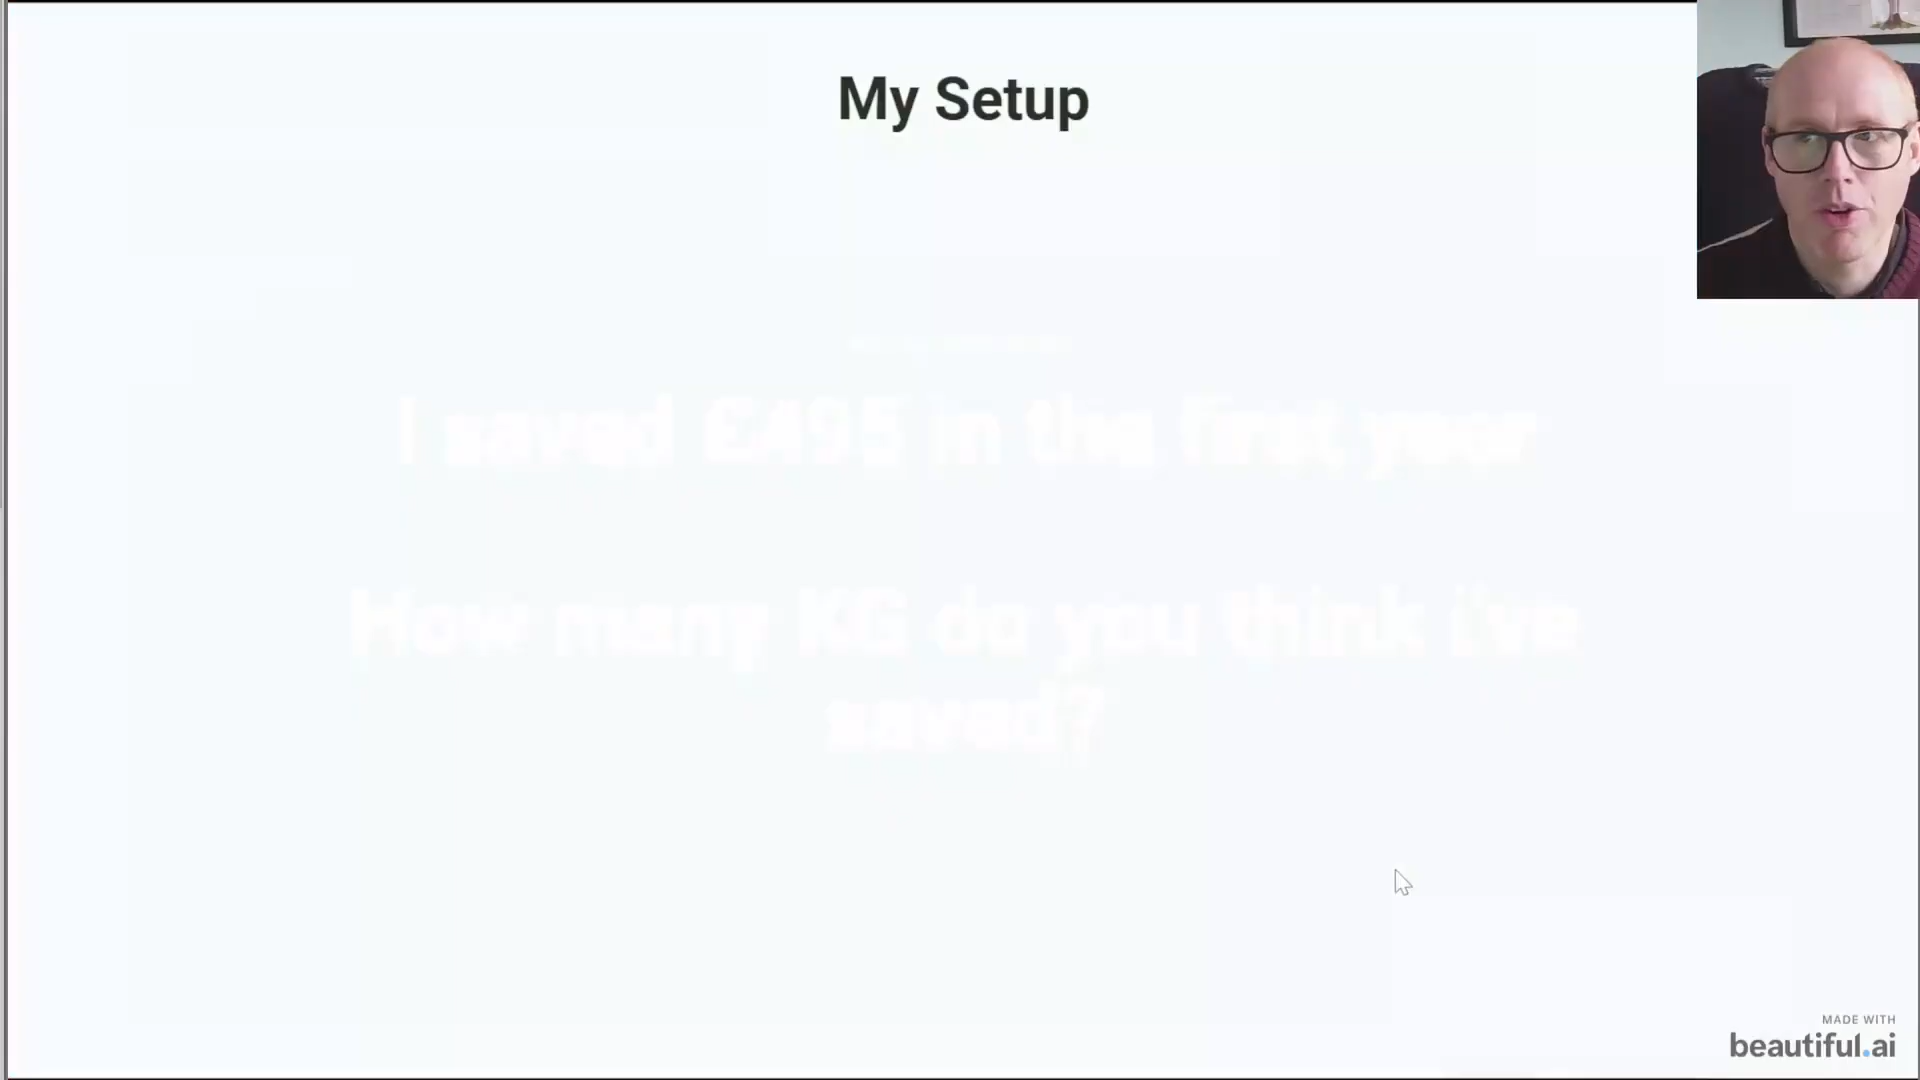 My Setup
I saved £495 in the first year
How many KG do you think i've
saved?
MADE WITH
beautiful.ai